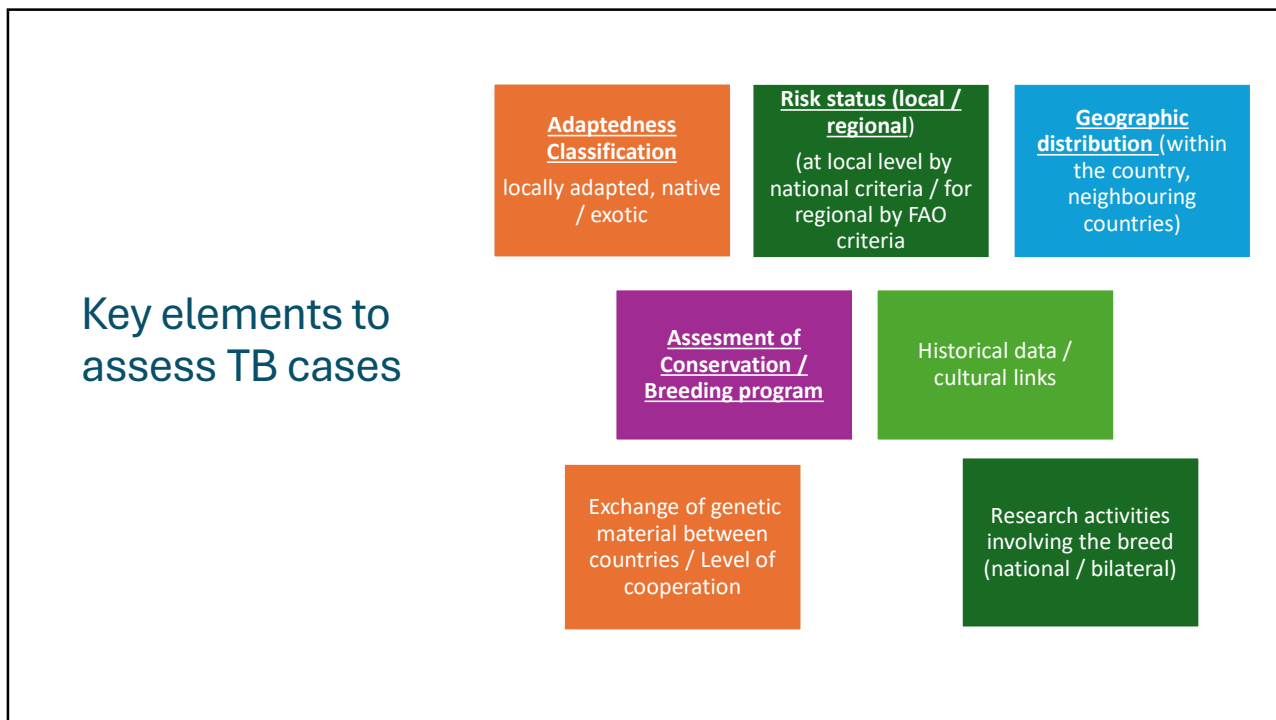 Key elements to
assess TB cases
Adaptedness
Classification
locally adapted, native
/ exotic
Risk status (local /
regional)
(at local level by
national criteria / for
regional by FAO
criteria
Geographic
distribution (within
the country,
neighbouring
countries)
Assesment of
Conservation /
Breeding program
Historical data /
cultural links
Exchange of genetic
material between
countries / Level of
cooperation
Research activities
involving the breed
(national / bilateral)